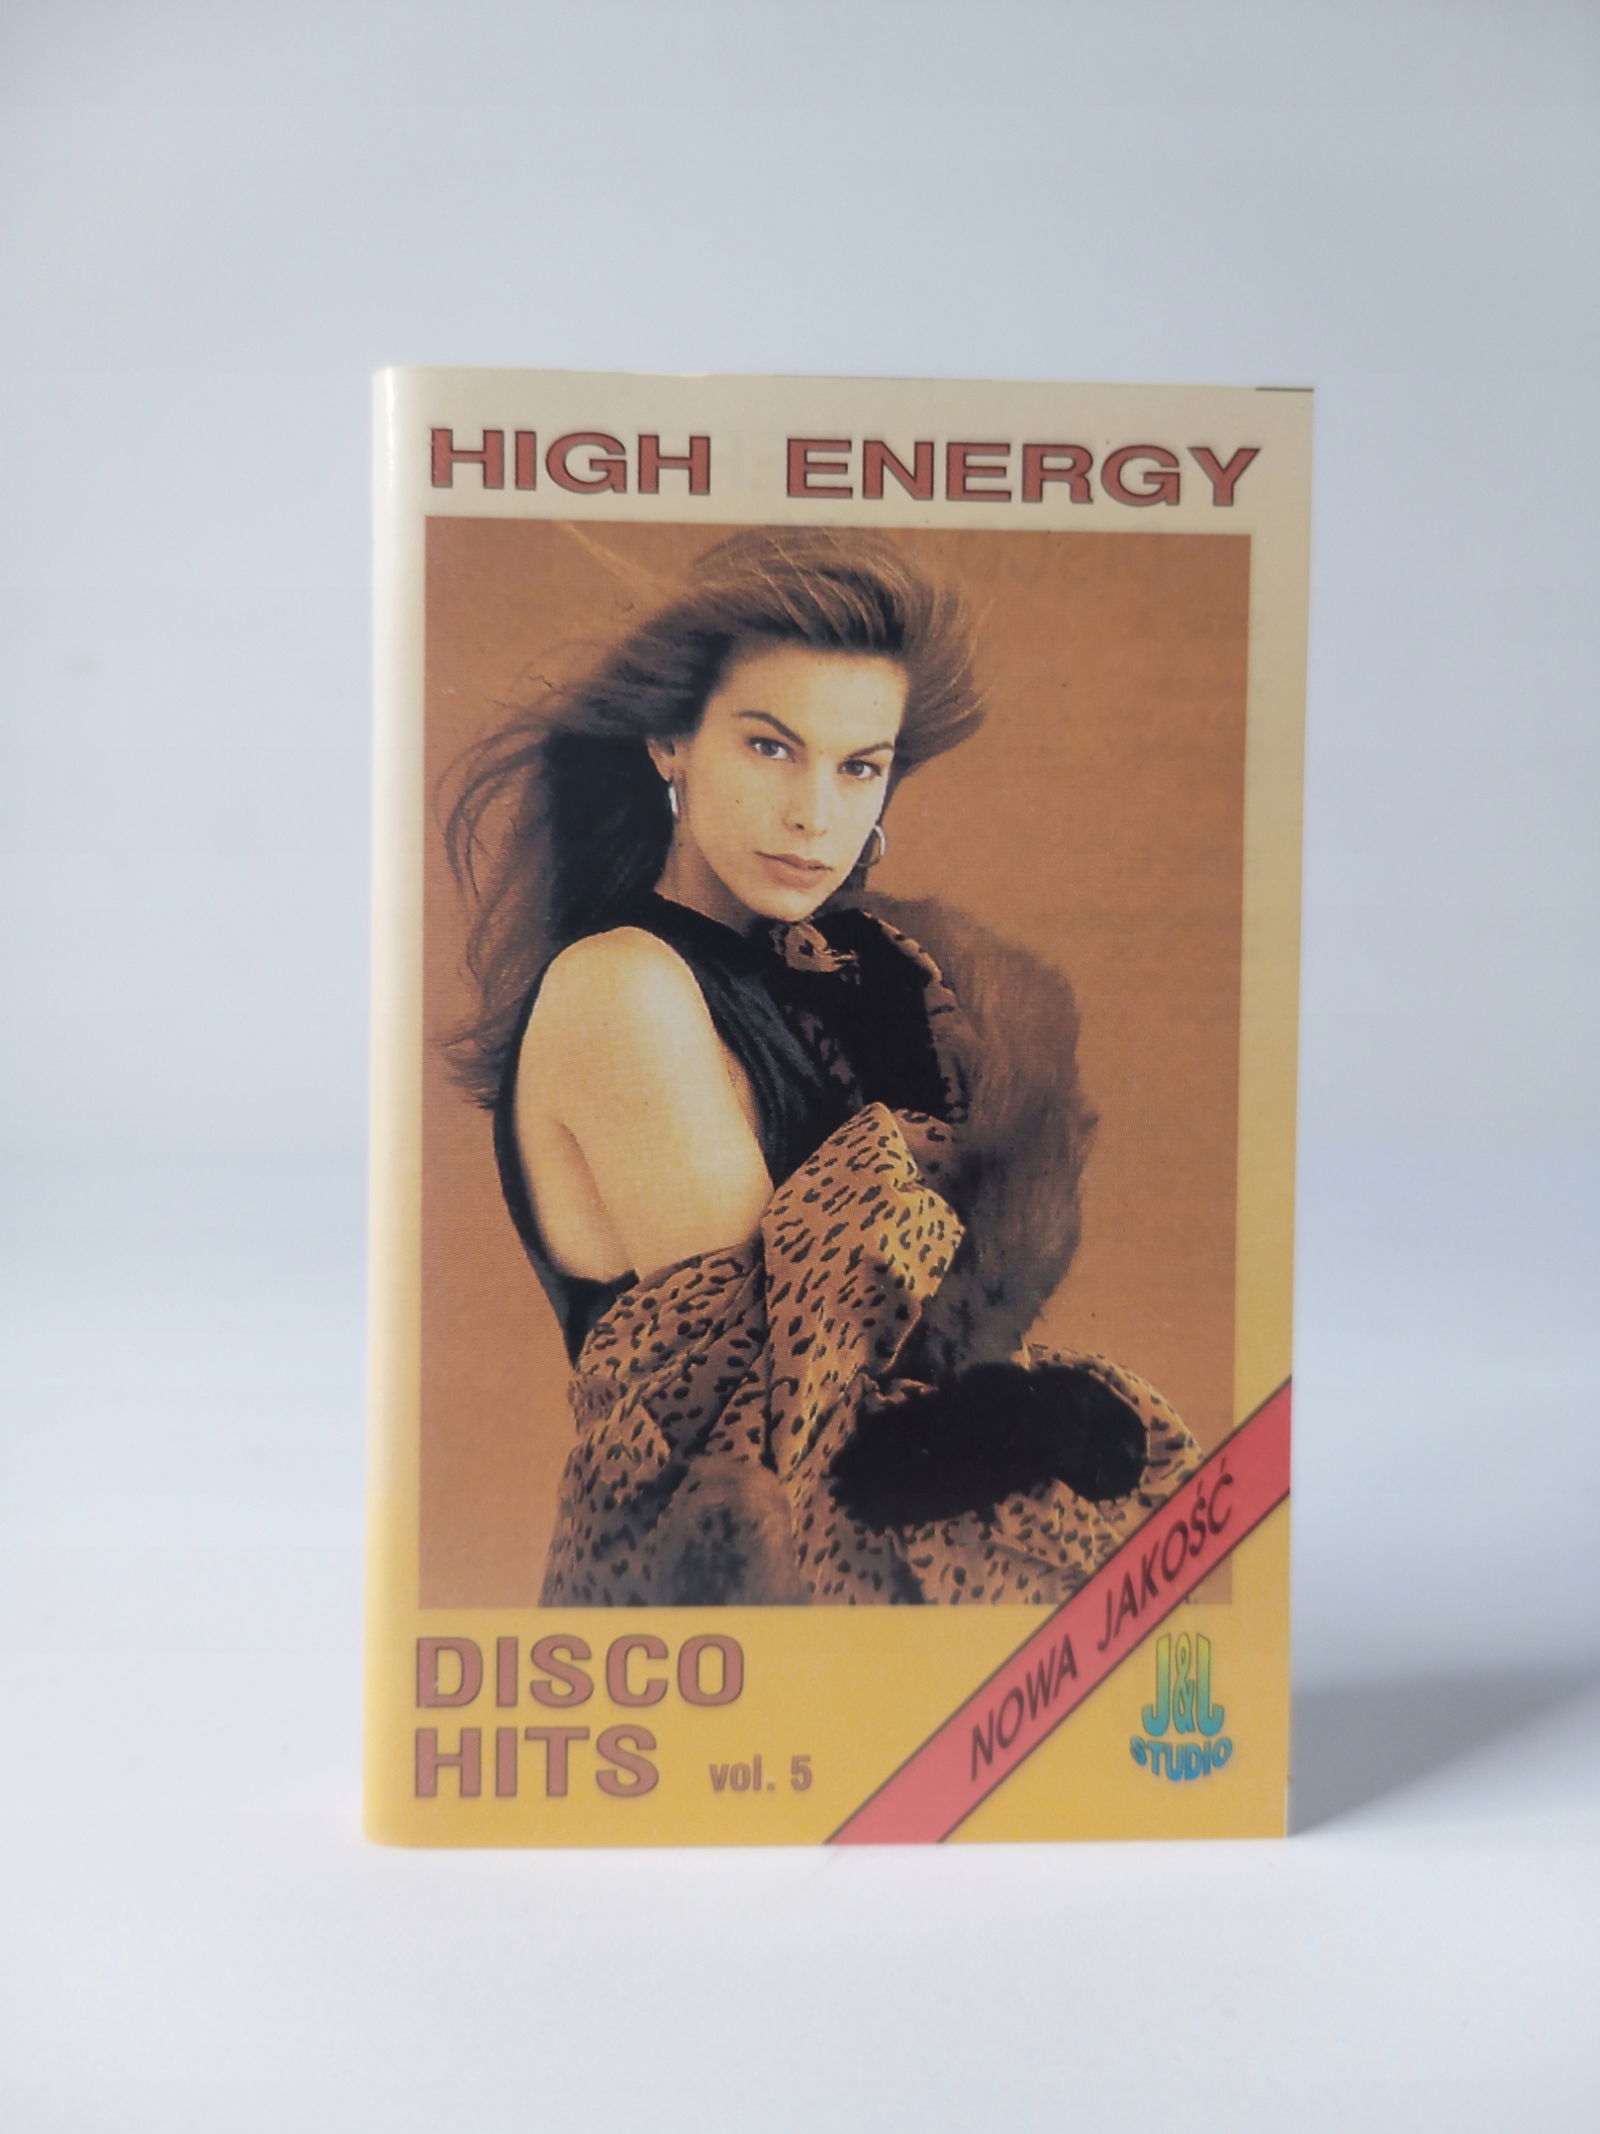 HIGH ENERGY
DISCO
HITS vol. 5
NOWA JAKOŚĆ
J&L
STUDIO